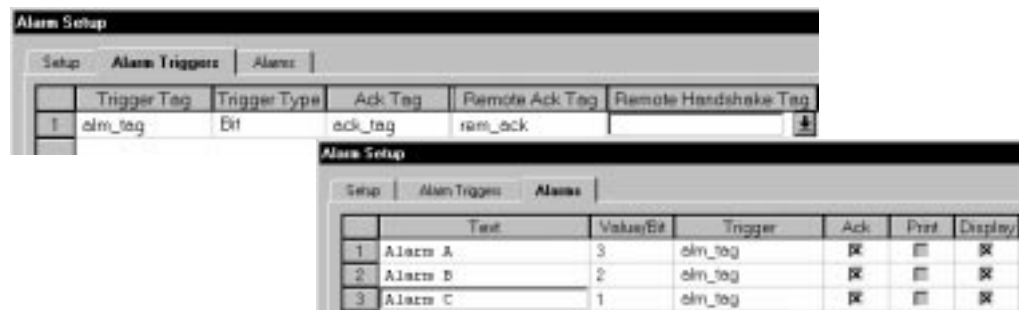 Alarm Setup
Setup Alarm Triggers Alarms
Trigger Tag Trigger Type Ack Tag Remote Ack Tag Remote Handshake Tag
1 alm_tag Bit ack_tag rem_ack
Alarm Setup
Setup Alarm Triggers Alarms
Text Value/Bit Trigger Ack Print Display
1 Alarm A 3 alm_tag
2 Alarm B 2 alm_tag
3 Alarm C 1 alm_tag